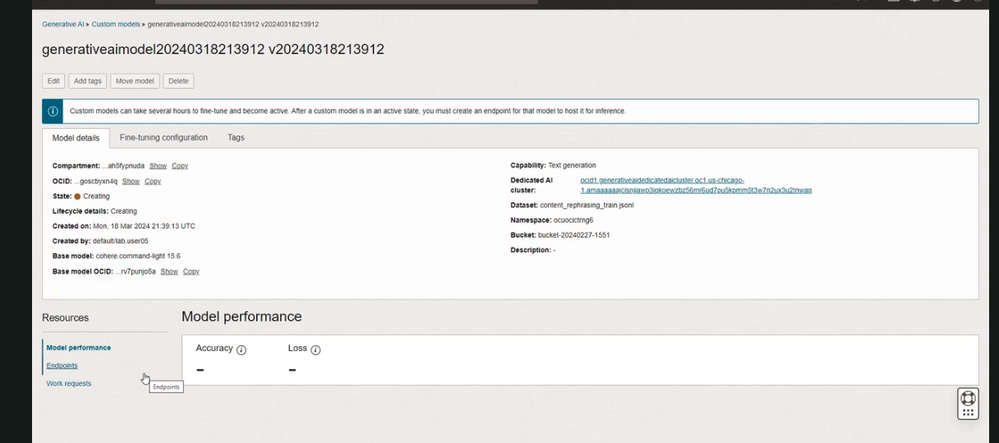 Generative AI » Custom models » generativeaimodel20240318213912 v20240318213912
generativeaimodel20240318213912 v20240318213912
Edit Add tags Move model Delete
Custom models can take several hours to fine-tune and become active. After a custom model is in an active state, you must create an endpoint for that model to host it for inference.
Model details Fine-tuning configuration Tags
Compartment: ...ah5fypnuda Show Copy
OCID: ...goscbyxn4q Show Copy
State: Creating
Lifecycle details: Creating
Created on: Mon, 18 Mar 2024 21:39:13 UTC
Created by: default/lab.user05
Base model: cohere.command-light 15.6
Base model OCID: ...rv7punjo5a Show Copy
Capability: Text generation
Dedicated AI cluster: ocid1.generativeaidedicatedaicluster.oc1.us-chicago-
Dataset: content_rephrasing_train.jsonl
Namespace: ocuocictrng6
Bucket: bucket-20240227-1551
Description: -
Resources
Model performance
Endpoints
Work requests
Endpoints
Model performance
Accuracy Loss
– –